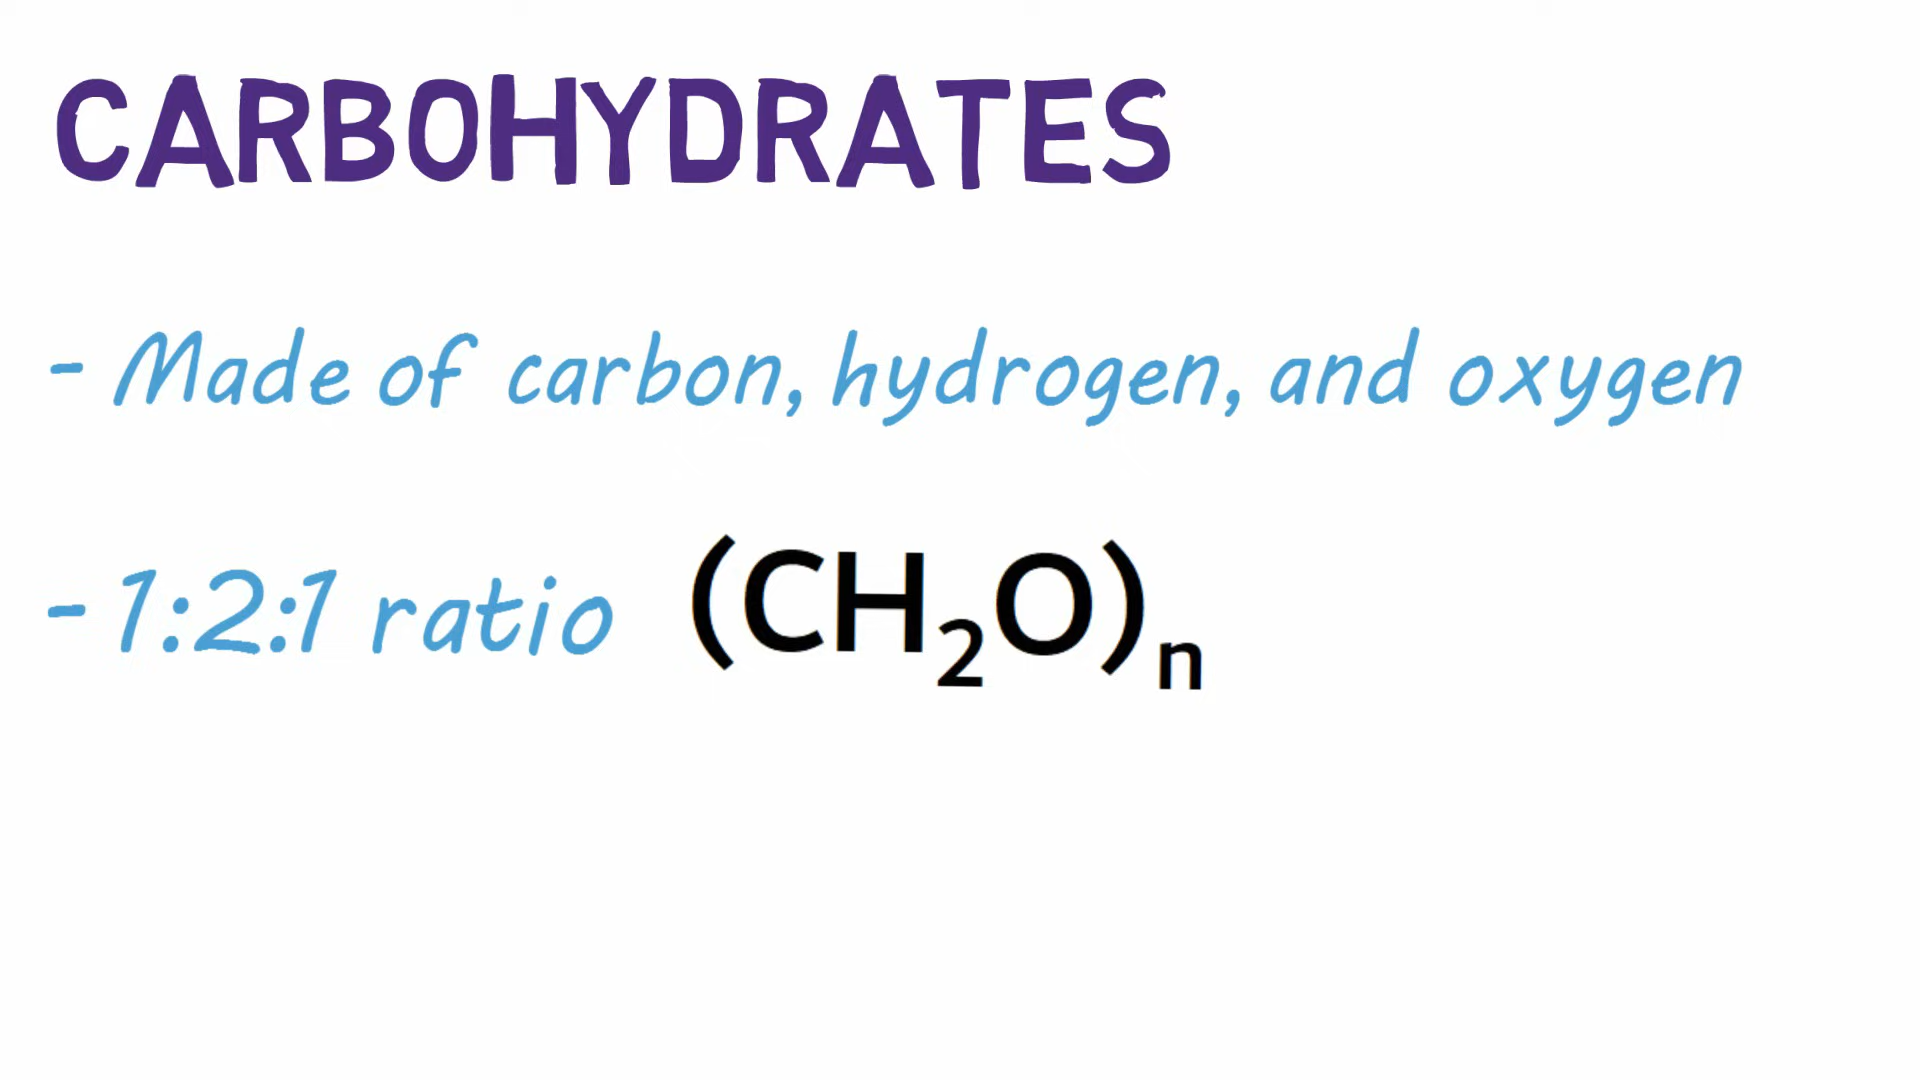 CARBOHYDRATES
- Made of carbon, hydrogen, and oxygen
- 1:2:1 ratio (CH₂O)ₙ